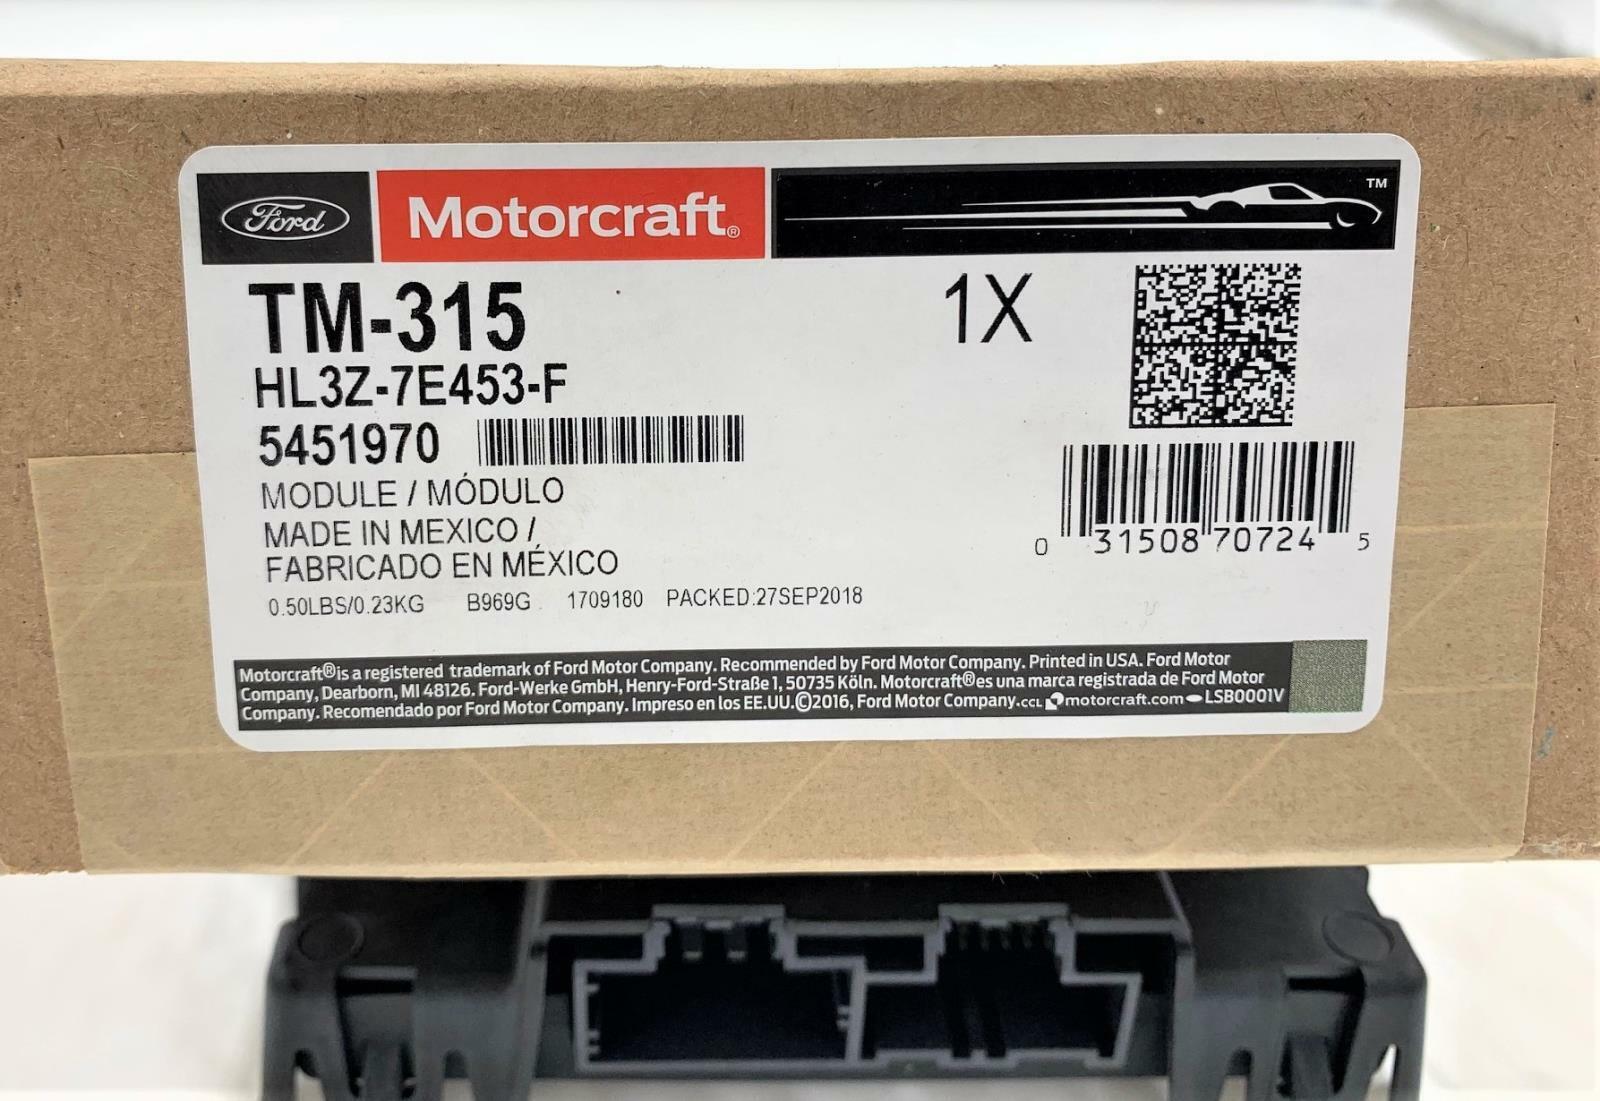 Ford Motorcraft® ™
TM-315 1X
HL3Z-7E453-F
5451970
MODULE / MÓDULO
MADE IN MEXICO /
FABRICADO EN MÉXICO
0 31508 70724 5
0.50LBS/0.23KG B969G 1709180 PACKED:27SEP2018
Motorcraft® is a registered trademark of Ford Motor Company. Recommended by Ford Motor Company. Printed in USA. Ford Motor
Company, Dearborn, MI 48126. Ford-Werke GmbH, Henry-Ford-Straße 1, 50735 Köln. Motorcraft® es una marca registrada de Ford Motor
Company. Recomendado por Ford Motor Company. Impreso en los EE.UU.©2016, Ford Motor Company. CCL motorcraft.com LSB0001V